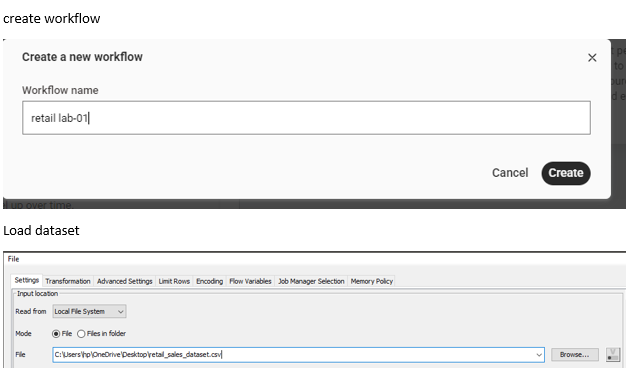 create workflow
Create a new workflow
Workflow name
retail lab-01
Cancel Create
up over time.
Load dataset
File
Settings Transformation Advanced Settings Limit Rows Encoding Flow Variables Job Manager Selection Memory Policy
Input location
Read from Local File System
Mode File Files in folder
File C:\Users\hp\OneDrive\Desktop\retail_sales_dataset.csv Browse...